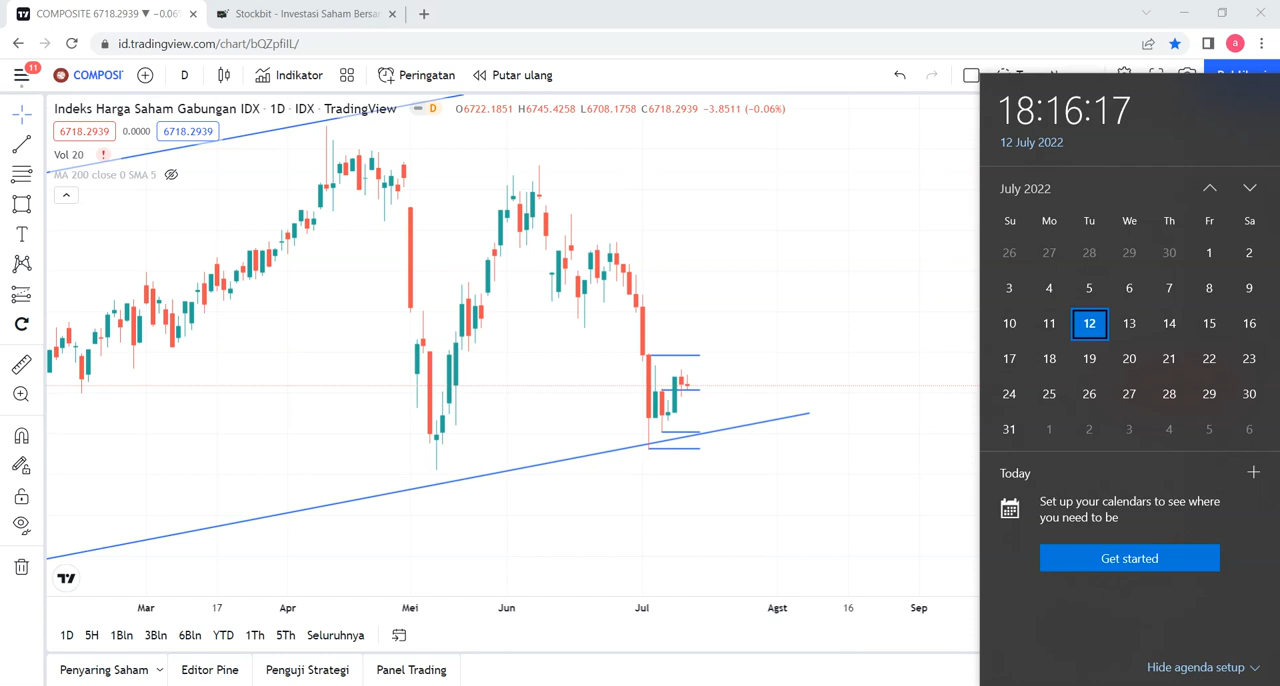 COMPOSITE 6718.2939 ▼ −0.06
Stockbit - Investasi Saham Bersam
id.tradingview.com/chart/bQZpfiIL/
a
11
COMPOSI
D
Indikator
Peringatan
Putar ulang
Indeks Harga Saham Gabungan IDX · 1D · IDX · TradingView
D
O6722.1851 H6745.4258 L6708.1758 C6718.2939 −3.8511 (−0.06%)
6718.2939
0.0000
6718.2939
Vol 20
!
MA 200 close 0 SMA 5
T
Mar
17
Apr
Mei
Jun
Jul
Agst
16
Sep
1D
5H
1Bln
3Bln
6Bln
YTD
1Th
5Th
Seluruhnya
Penyaring Saham
Editor Pine
Penguji Strategi
Panel Trading
18:16:17
12 July 2022
July 2022
Su Mo Tu We Th Fr Sa
26 27 28 29 30 1 2
3 4 5 6 7 8 9
10 11 12 13 14 15 16
17 18 19 20 21 22 23
24 25 26 27 28 29 30
31 1 2 3 4 5 6
Today
Set up your calendars to see where
you need to be
Get started
Hide agenda setup